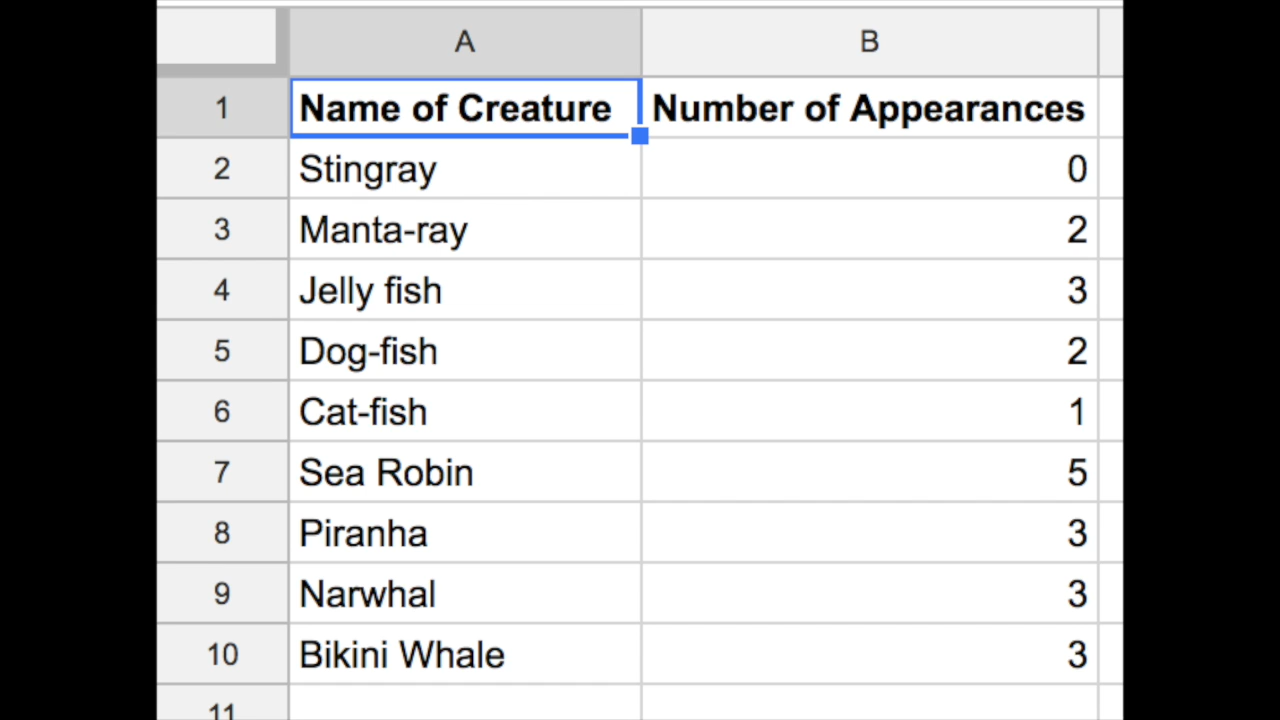 A B
1 Name of Creature Number of Appearances
2 Stingray 0
3 Manta-ray 2
4 Jelly fish 3
5 Dog-fish 2
6 Cat-fish 1
7 Sea Robin 5
8 Piranha 3
9 Narwhal 3
10 Bikini Whale 3
11